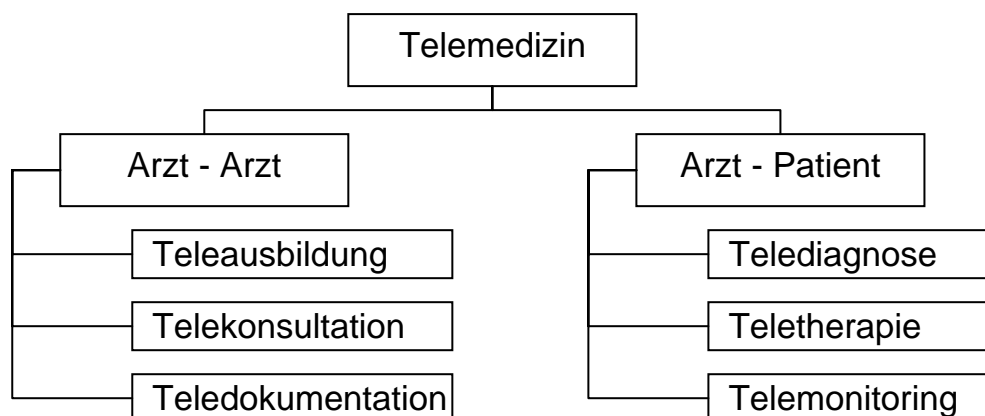 Telemedizin
Arzt - Arzt
Teleausbildung
Telekonsultation
Teledokumentation
Arzt - Patient
Telediagnose
Teletherapie
Telemonitoring